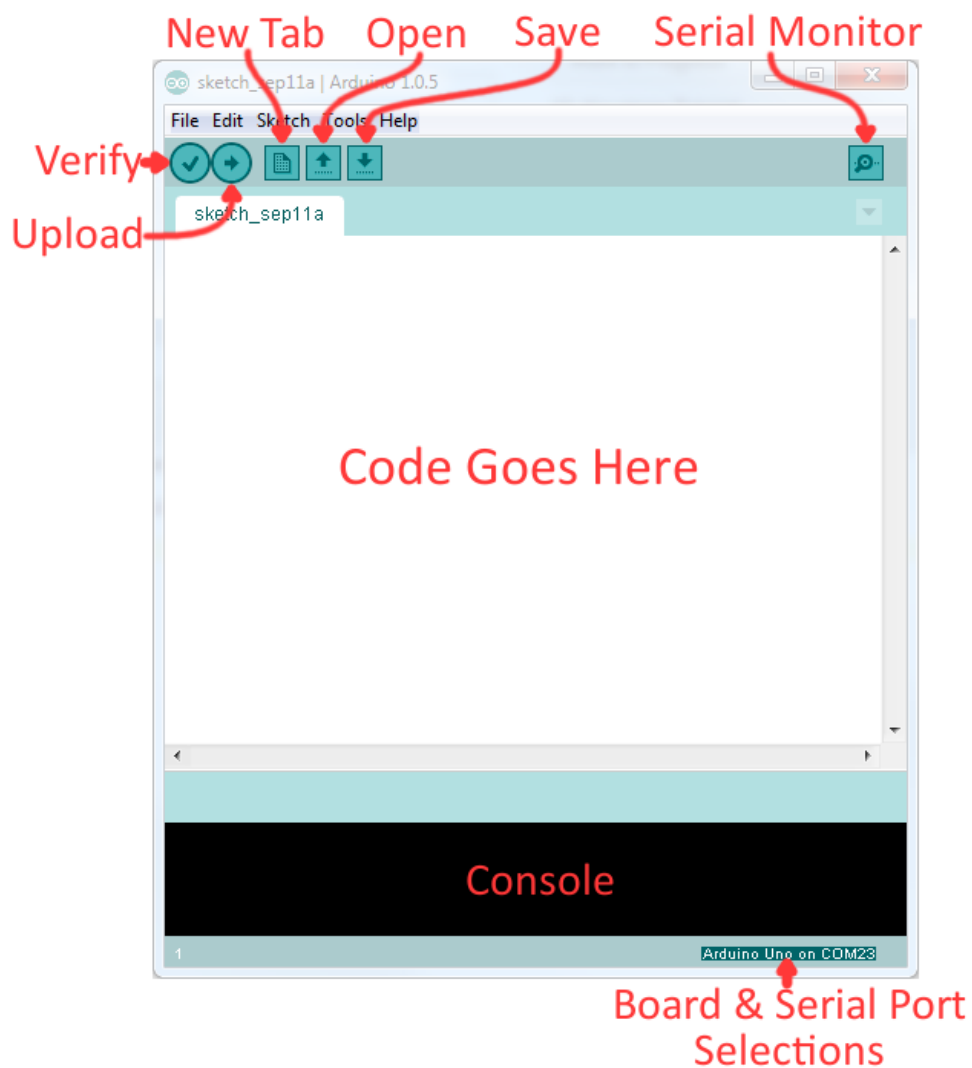 New Tab Open Save Serial Monitor
sketch_sep11a | Arduino 1.0.5
File Edit Sketch Tools Help
Verify
sketch_sep11a
Upload
Code Goes Here
Console
1 Arduino Uno on COM23
Board & Serial Port
Selections